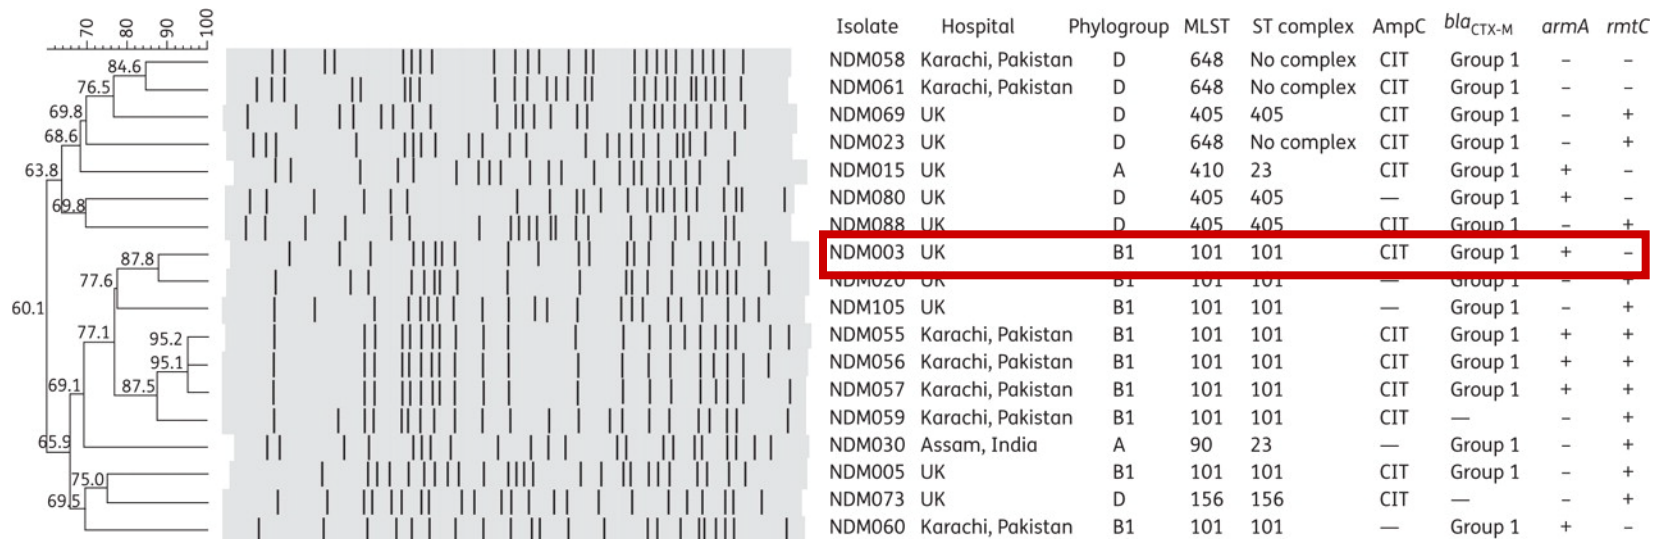 70 80 90 100
Isolate Hospital Phylogroup MLST ST complex AmpC blaCTX-M armA rmtC
84.6
76.5
69.8
68.6
63.8
69.8
87.8
77.6
60.1
77.1
95.2
95.1
87.5
69.1
65.9
75.0
69.5
NDM058 Karachi, Pakistan D 648 No complex CIT Group 1 – –
NDM061 Karachi, Pakistan D 648 No complex CIT Group 1 – –
NDM069 UK D 405 405 CIT Group 1 – +
NDM023 UK D 648 No complex CIT Group 1 – +
NDM015 UK A 410 23 CIT Group 1 + –
NDM080 UK D 405 405 — Group 1 + –
NDM088 UK D 405 405 CIT Group 1 – +
NDM003 UK B1 101 101 CIT Group 1 + –
NDM020 UK B1 101 101 — Group 1 – +
NDM105 UK B1 101 101 — Group 1 – +
NDM055 Karachi, Pakistan B1 101 101 CIT Group 1 + +
NDM056 Karachi, Pakistan B1 101 101 CIT Group 1 + +
NDM057 Karachi, Pakistan B1 101 101 CIT Group 1 + +
NDM059 Karachi, Pakistan B1 101 101 CIT — – +
NDM030 Assam, India A 90 23 — Group 1 – +
NDM005 UK B1 101 101 CIT Group 1 – +
NDM073 UK D 156 156 CIT — – +
NDM060 Karachi, Pakistan B1 101 101 — Group 1 + –